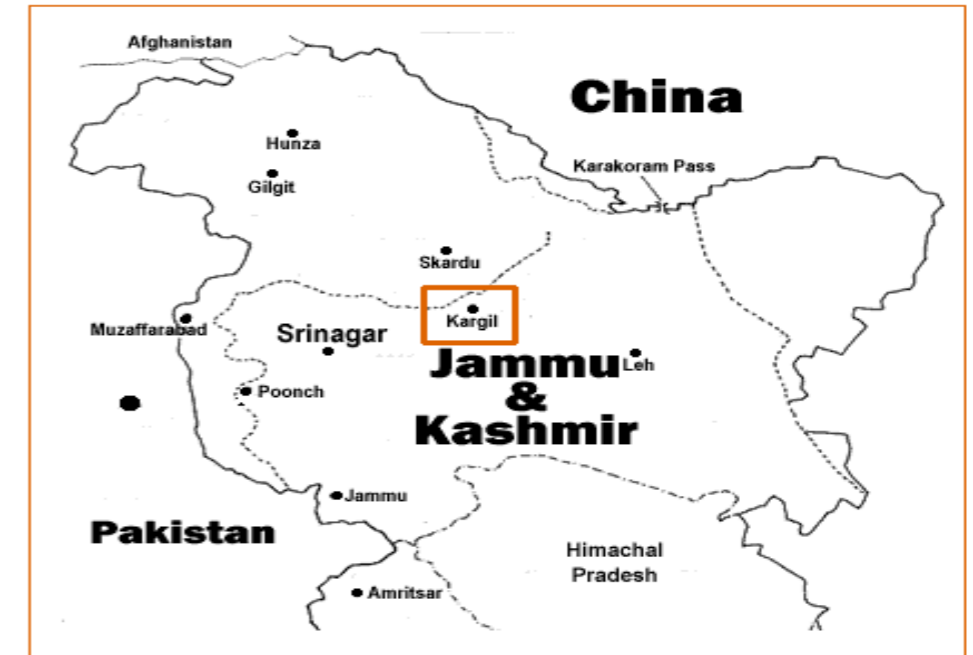 Afghanistan
China
Hunza
Karakoram Pass
Gilgit
Skardu
Kargil
Muzaffarabad
Srinagar
Jammu
&
Kashmir
Leh
Poonch
Jammu
Pakistan
Himachal
Pradesh
Amritsar